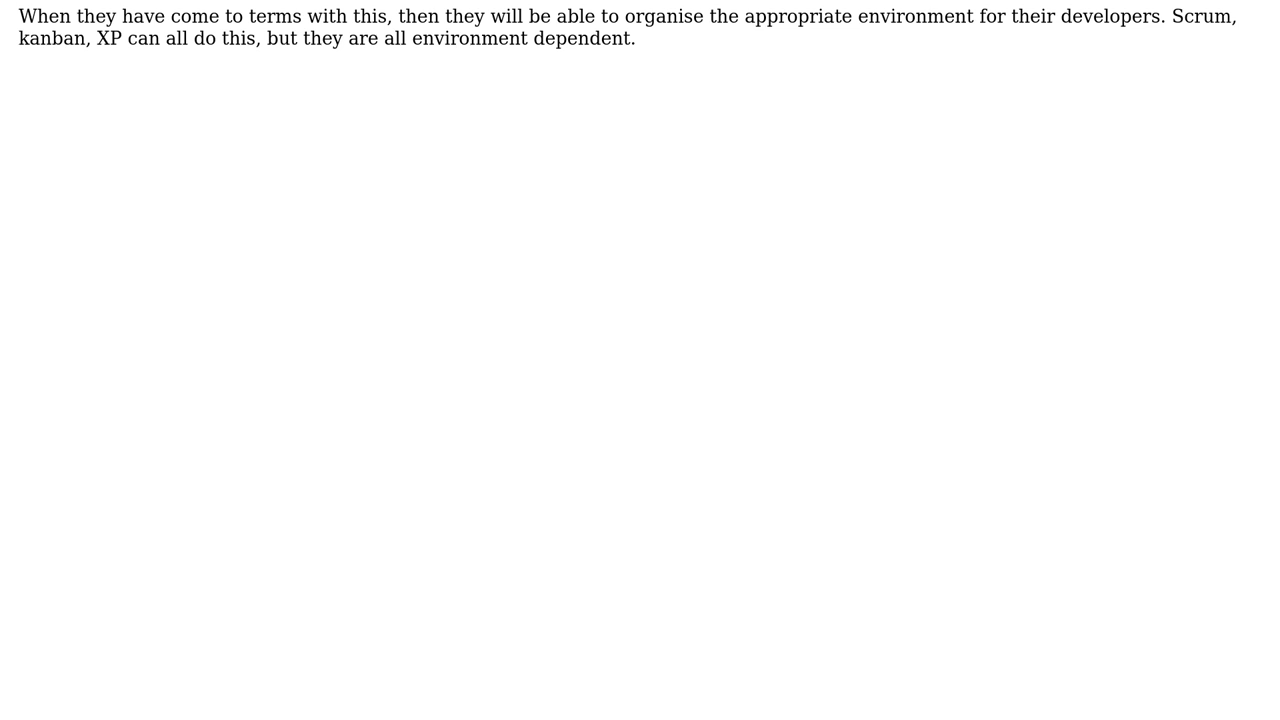 When they have come to terms with this, then they will be able to organise the appropriate environment for their developers. Scrum,
kanban, XP can all do this, but they are all environment dependent.